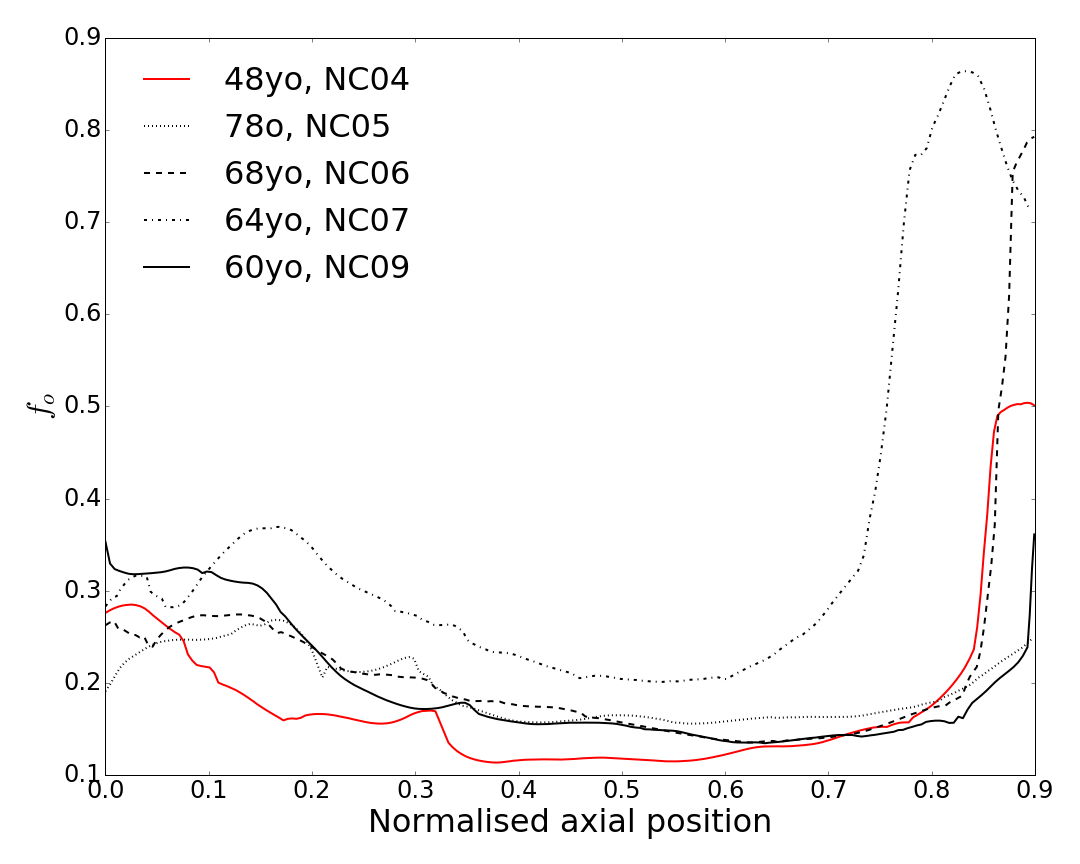 0.9
0.8
0.7
0.6
0.5
0.4
0.3
0.2
0.1
48yo, NC04
78o, NC05
68yo, NC06
64yo, NC07
60yo, NC09
f_o
0.0 0.1 0.2 0.3 0.4 0.5 0.6 0.7 0.8 0.9
Normalised axial position